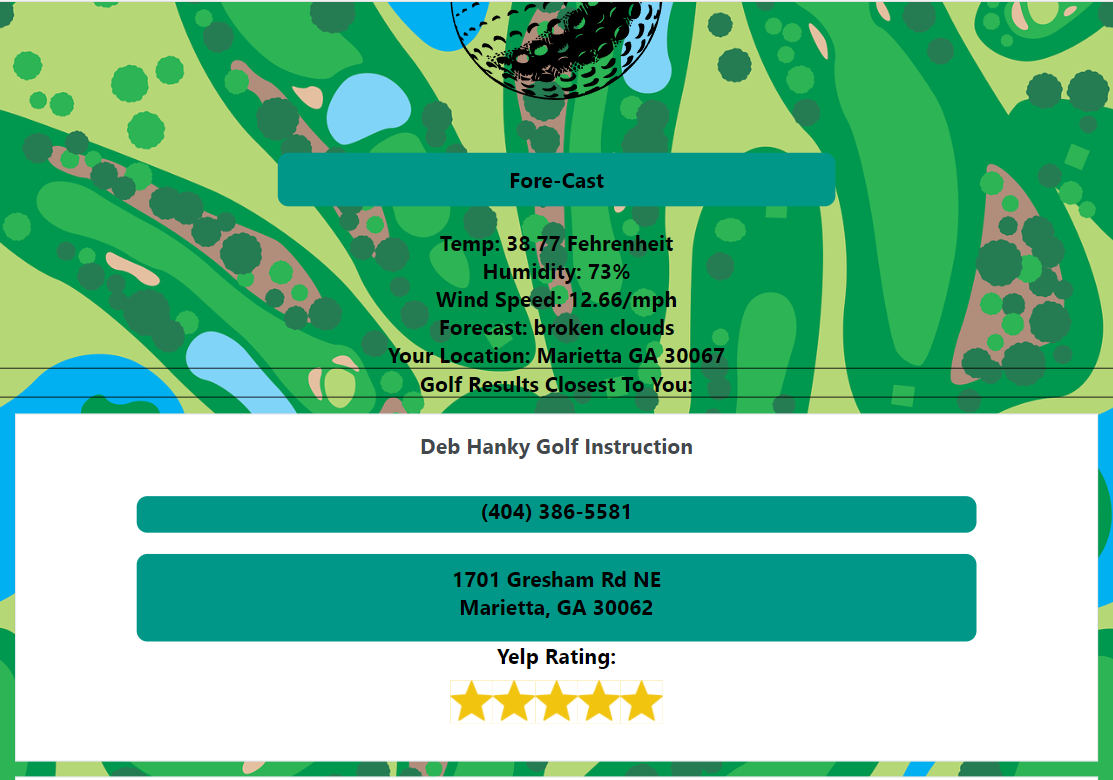 Fore-Cast
Temp: 38.77 Fehrenheit
Humidity: 73%
Wind Speed: 12.66/mph
Forecast: broken clouds
Your Location: Marietta GA 30067
Golf Results Closest To You:
Deb Hanky Golf Instruction
(404) 386-5581
1701 Gresham Rd NE
Marietta, GA 30062
Yelp Rating: